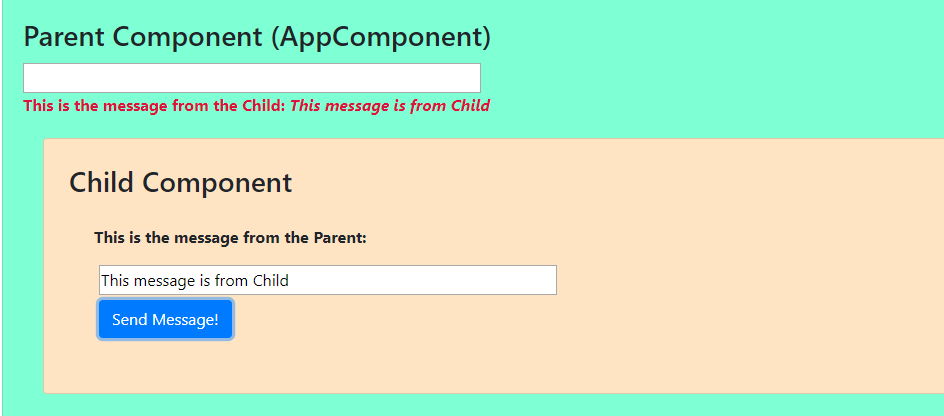 Parent Component (AppComponent)
This is the message from the Child: This message is from Child
Child Component
This is the message from the Parent:
This message is from Child
Send Message!